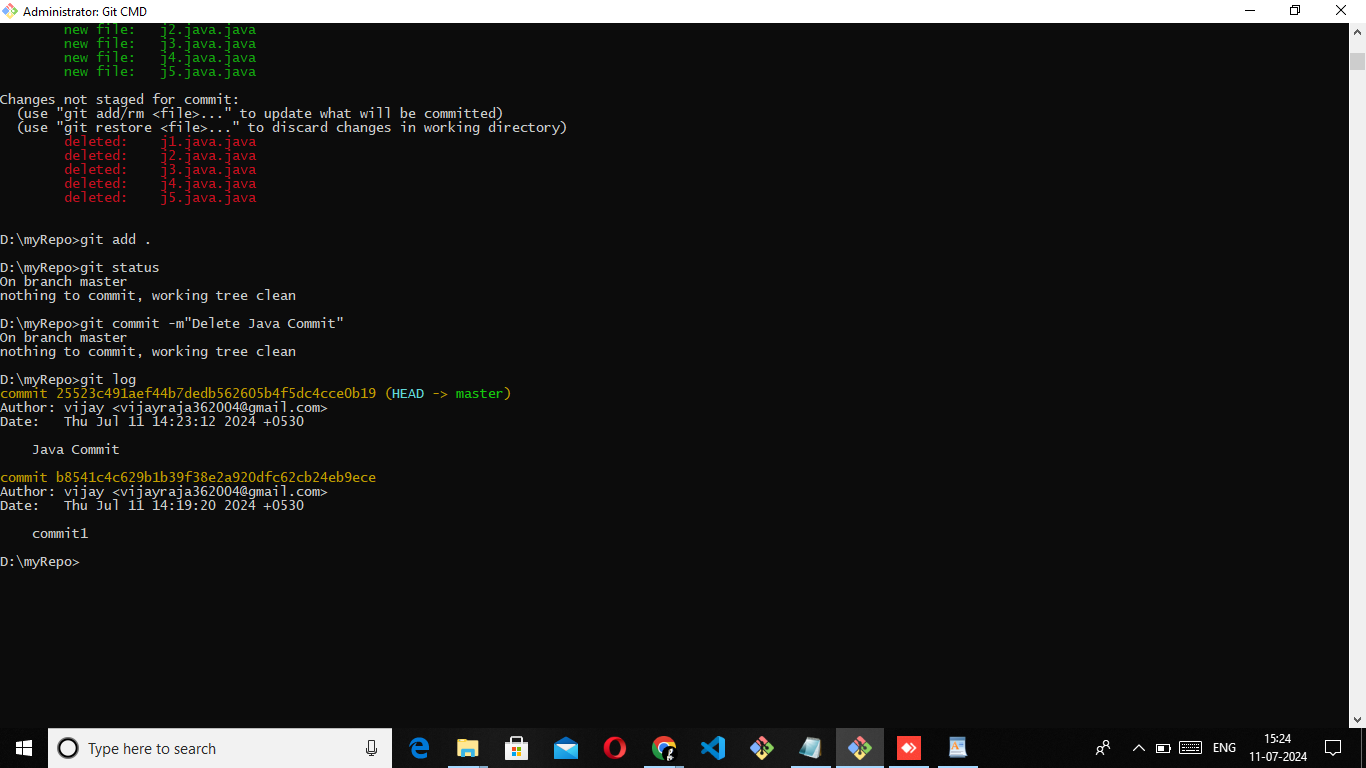 Administrator: Git CMD
new file:   j2.java.java
new file:   j3.java.java
new file:   j4.java.java
new file:   j5.java.java
Changes not staged for commit:
(use "git add/rm <file>..." to update what will be committed)
(use "git restore <file>..." to discard changes in working directory)
deleted:    j1.java.java
deleted:    j2.java.java
deleted:    j3.java.java
deleted:    j4.java.java
deleted:    j5.java.java
D:\myRepo>git add .
D:\myRepo>git status
On branch master
nothing to commit, working tree clean
D:\myRepo>git commit -m"Delete Java Commit"
On branch master
nothing to commit, working tree clean
D:\myRepo>git log
commit 25523c491aef44b7dedb562605b4f5dc4cce0b19 (HEAD -> master)
Author: vijay <vijayraja362004@gmail.com>
Date:   Thu Jul 11 14:23:12 2024 +0530
Java Commit
commit b8541c4c629b1b39f38e2a920dfc62cb24eb9ece
Author: vijay <vijayraja362004@gmail.com>
Date:   Thu Jul 11 14:19:20 2024 +0530
commit1
D:\myRepo>
Type here to search
ENG
15:24
11-07-2024